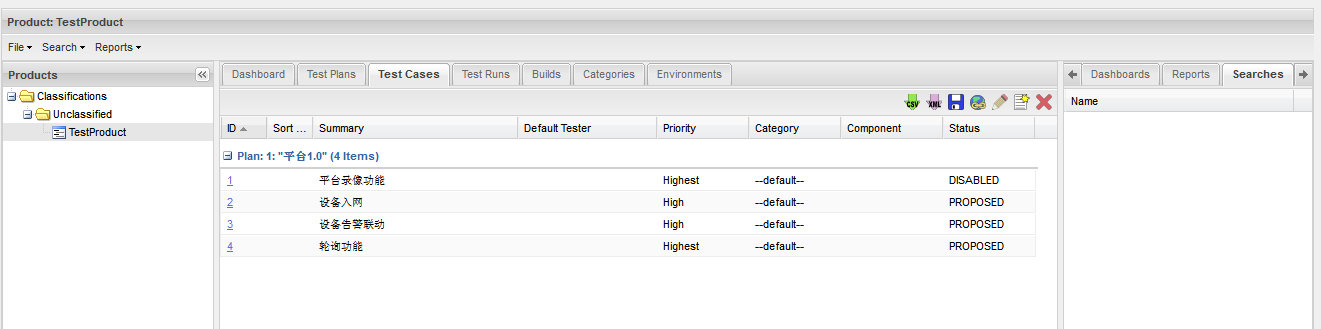 Product: TestProduct
File Search Reports
Products
Classifications
Unclassified
TestProduct
Dashboard Test Plans Test Cases Test Runs Builds Categories Environments
CSV XML
ID Sort ... Summary Default Tester Priority Category Component Status
Plan: 1: "平台1.0" (4 Items)
1 平台录像功能 Highest --default-- DISABLED
2 设备入网 High --default-- PROPOSED
3 设备告警联动 High --default-- PROPOSED
4 轮询功能 Highest --default-- PROPOSED
Dashboards Reports Searches
Name